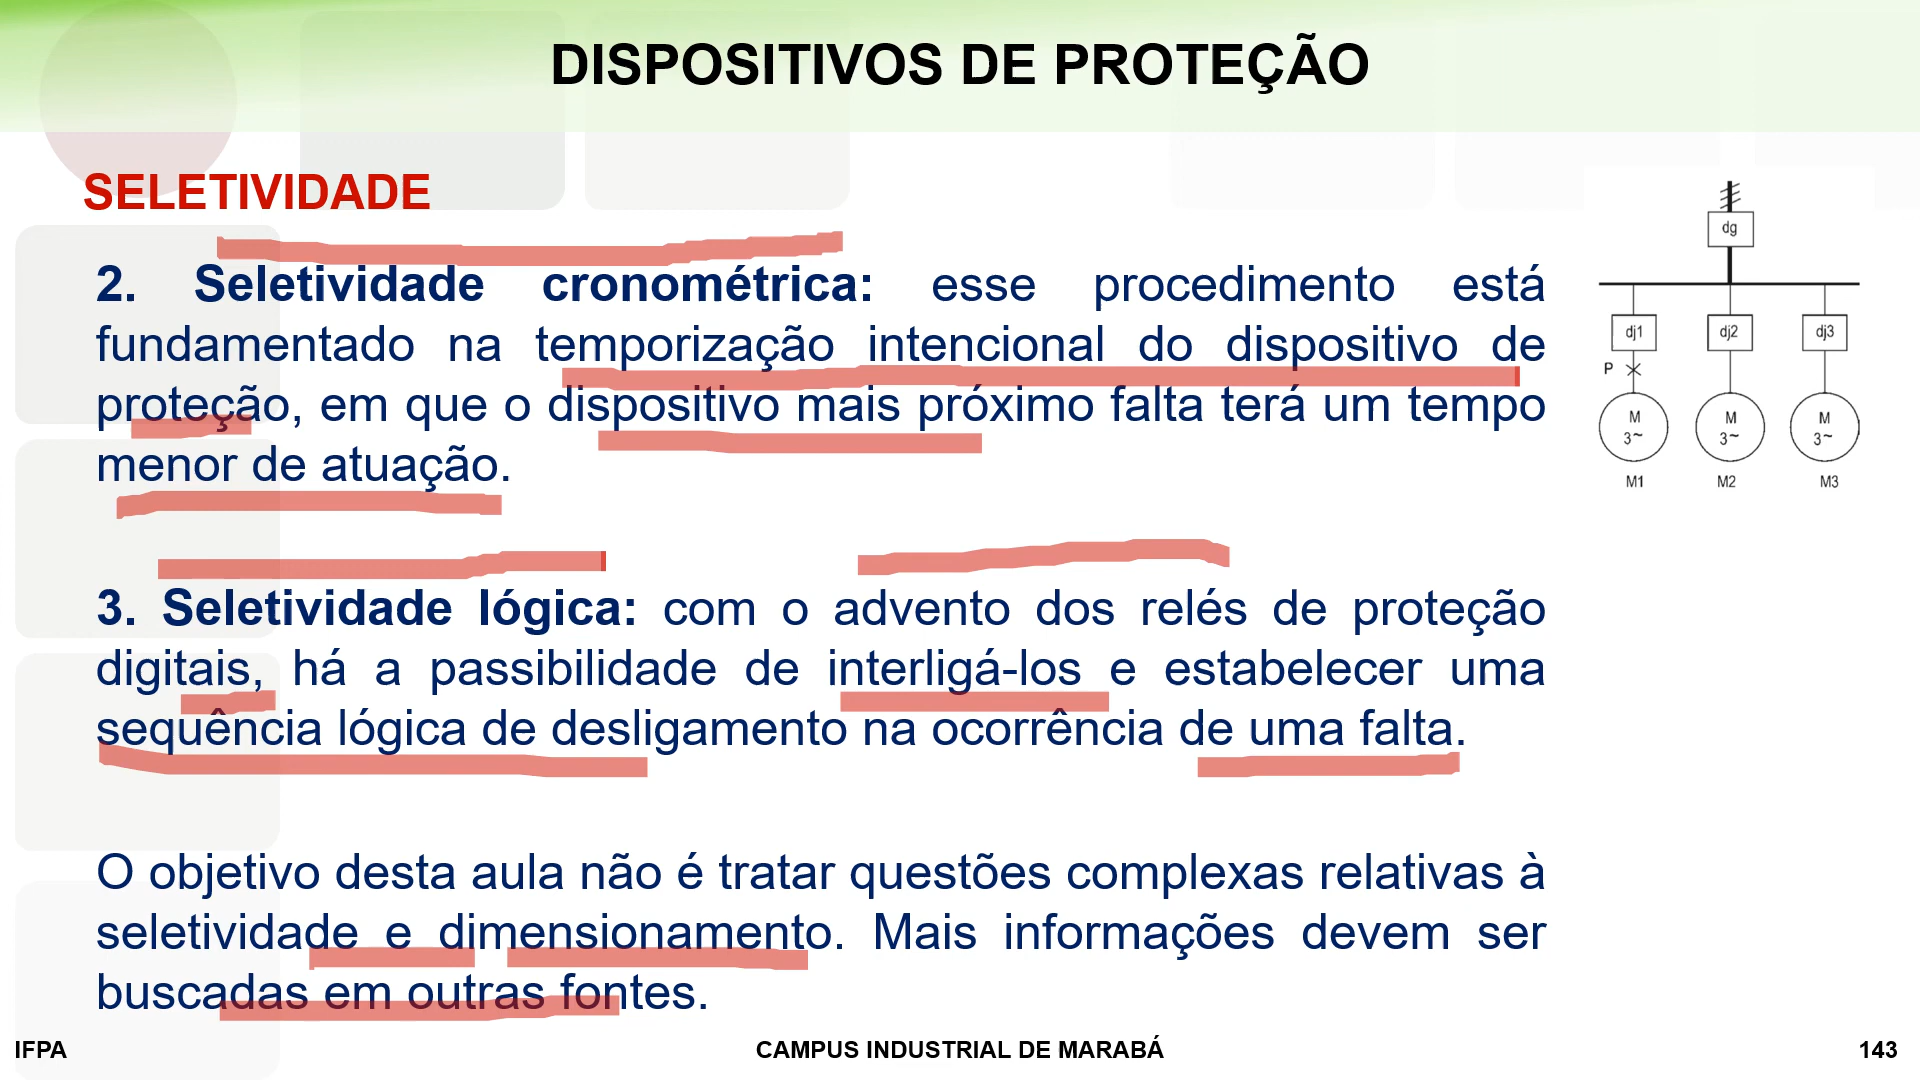 DISPOSITIVOS DE PROTEÇÃO
SELETIVIDADE
2. Seletividade cronométrica: esse procedimento está
fundamentado na temporização intencional do dispositivo de
proteção, em que o dispositivo mais próximo falta terá um tempo
menor de atuação.
3. Seletividade lógica: com o advento dos relés de proteção
digitais, há a passibilidade de interligá-los e estabelecer uma
sequência lógica de desligamento na ocorrência de uma falta.
O objetivo desta aula não é tratar questões complexas relativas à
seletividade e dimensionamento. Mais informações devem ser
buscadas em outras fontes.
dg
dj1 dj2 dj3
P
M M M
3~ 3~ 3~
M1 M2 M3
IFPA CAMPUS INDUSTRIAL DE MARABÁ 143